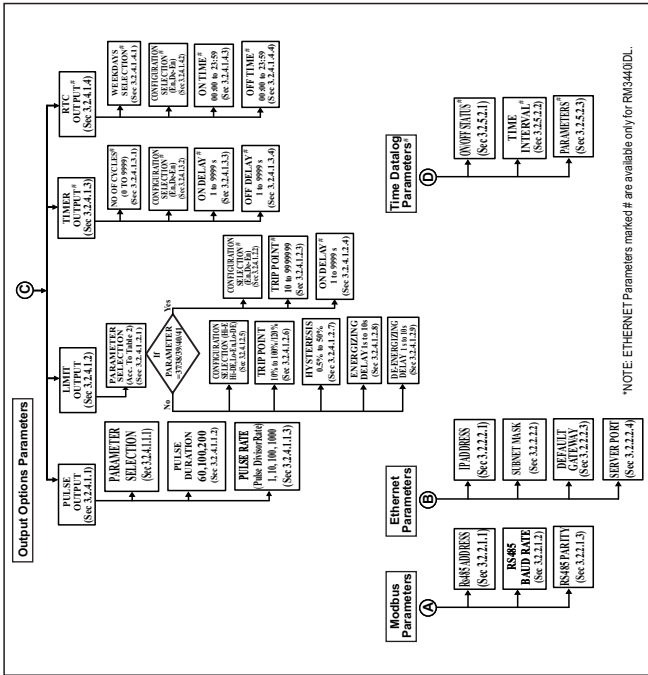 Output Options Parameters
C
PULSE
OUTPUT
(Sec 3.2.4.1.1)
PARAMETER
SELECTION
(Sec 3.2.4.1.1.1)
PULSE
DURATION
60,100,200
(Sec 3.2.4.1.1.2)
PULSE RATE
(Pulse DivisorRate)
1, 10, 100, 1000
(Sec 3.2.4.1.1.3)
LIMIT
OUTPUT
(Sec 3.2.4.1.2)
PARAMETER
SELECTION
(Acc. To Table 2)
(Sec 3.2.4.1.2.1)
If
PARAMETER
=37/38/39/40/41
No
Yes
CONFIGURATION
SELECTION (Hi-E
Hi-DE,Lo-E,Lo-DE)
(Sec 3.2.4.1.2.5)
TRIP POINT
10% to 100%/120%
(Sec 3.2.4.1.2.6)
HYSTERESIS
0.5% to 50%
(Sec 3.2.4.1.2.7)
ENERGIZING
DELAY 1s to 10s
(Sec 3.2.4.1.2.8)
DE-ENERGIZING
DELAY 1s to 10s
(Sec 3.2.4.1.2.9)
CONFIGURATION
SELECTION#
(En,De-En)
(Sec 3.2.4.1.2.2)
TRIP POINT#
10 to 99999999
(Sec 3.2.4.1.2.3)
ON DELAY#
1 to 9999 s
(Sec 3.2.4.1.2.4)
TIMER
OUTPUT#
(Sec 3.2.4.1.3)
NO OF CYCLES#
(0 TO 9999)
(Sec 3.2.4.1.3.1)
CONFIGURATION
SELECTION#
(En,De-En)
(Sec 3.2.4.1.3.2)
ON DELAY#
1 to 9999 s
(Sec 3.2.4.1.3.3)
OFF DELAY#
1 to 9999 s
(Sec 3.2.4.1.3.4)
RTC
OUTPUT#
(Sec 3.2.4.1.4)
WEEKDAYS
SELECTION#
(Sec 3.2.4.1.4.1)
CONFIGURATION
SELECTION#
(En,De-En)
(Sec 3.2.4.1.4.2)
ON TIME#
00:00 to 23:59
(Sec 3.2.4.1.4.3)
OFF TIME#
00:00 to 23:59
(Sec 3.2.4.1.4.4)
Modbus
Parameters
A
Rs485 ADDRESS
(Sec 3.2.2.1.1)
RS485
BAUD RATE
(Sec 3.2.2.1.2)
RS485 PARITY
(Sec 3.2.2.1.3)
Ethernet
Parameters
B
IP ADDRESS
(Sec 3.2.2.2.1)
SUBNET MASK
(Sec 3.2.2.2.2)
DEFAULT
GATEWAY
(Sec 3.2.2.2.3)
SERVER PORT
(Sec 3.2.2.2.4)
Time Datalog
Parameters#
D
ON/OFF STATUS#
(Sec 3.2.5.2.1)
TIME
INTERVAL#
(Sec 3.2.5.2.2)
PARAMETERS#
(Sec 3.2.5.2.3)
*NOTE: ETHERNET Parameters marked # are available only for RM3440iDL.